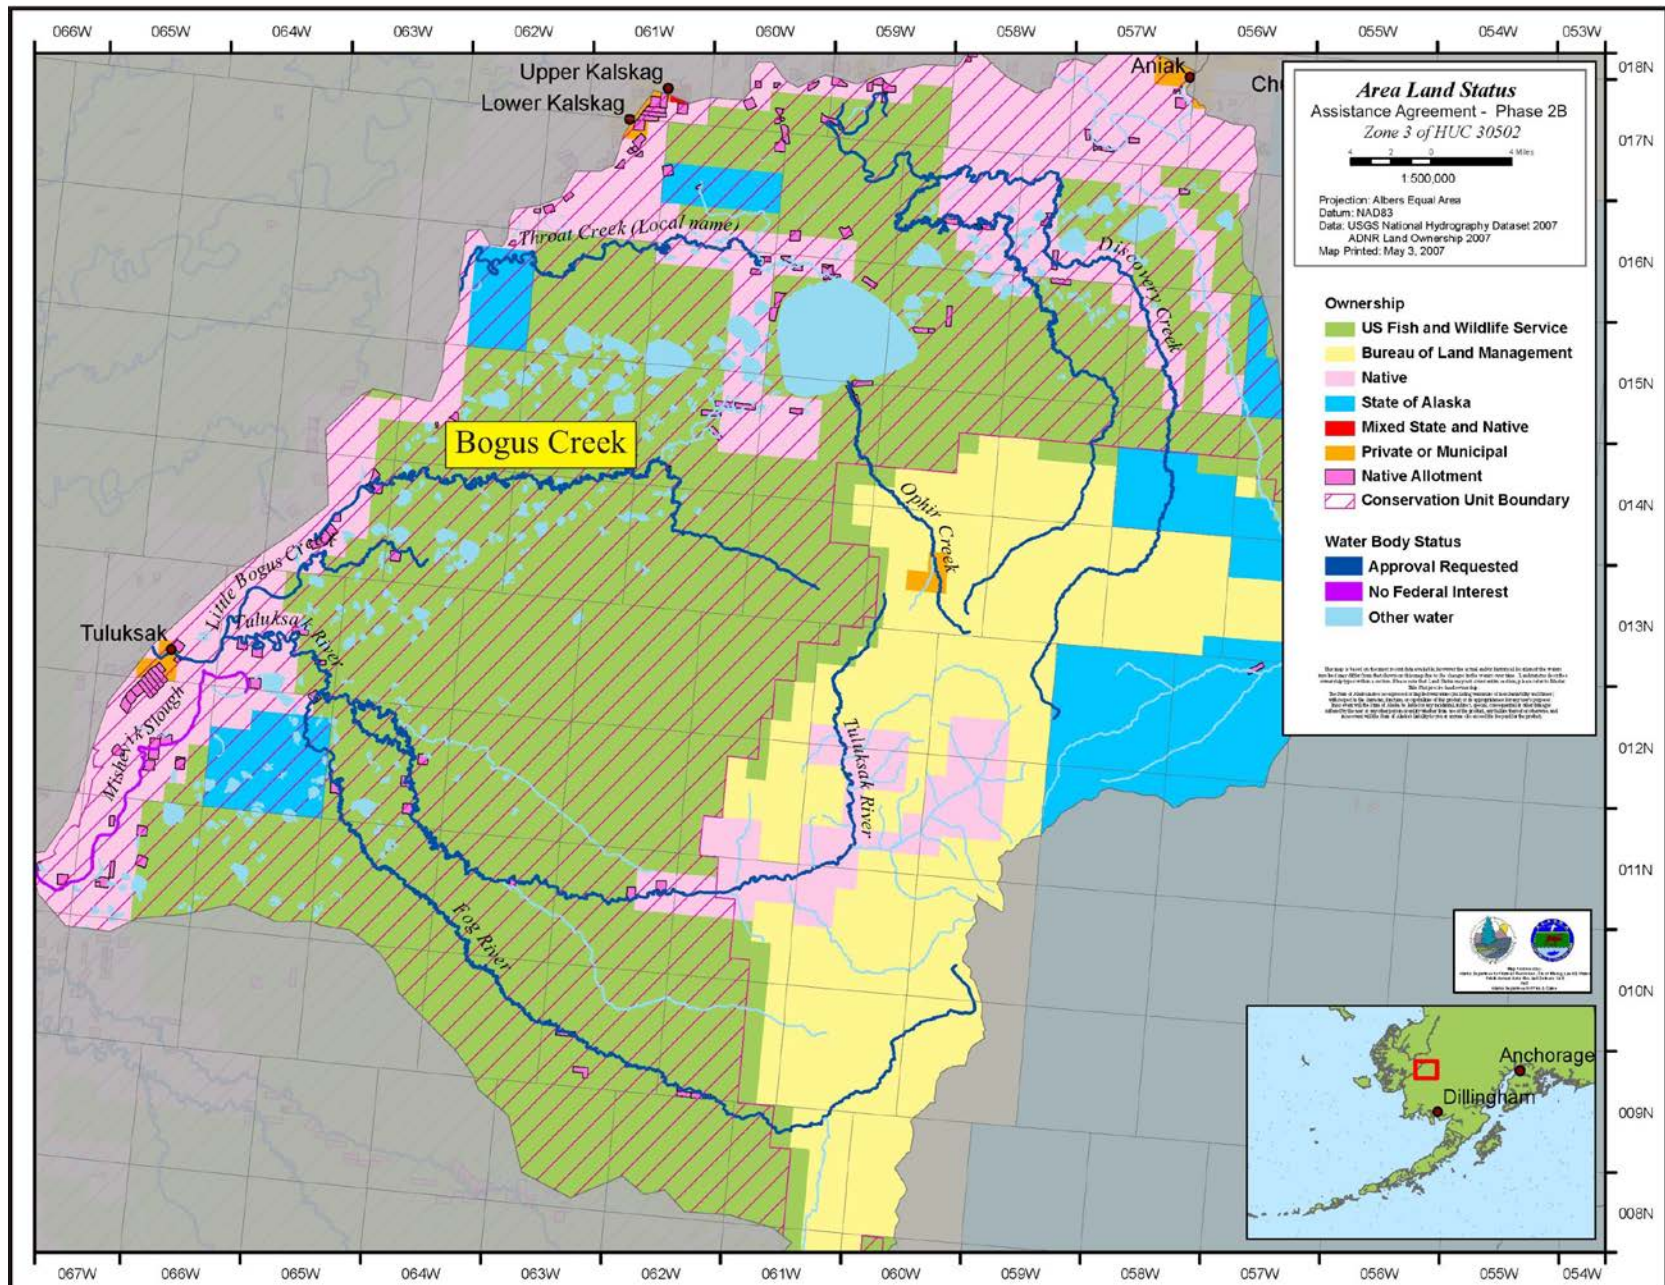 066W 065W 064W 063W 062W 061W 060W 059W 058W 057W 056W 055W 054W 053W
018N
017N
016N
015N
014N
013N
012N
011N
010N
009N
008N
067W 066W 065W 064W 063W 062W 061W 060W 059W 058W 057W 056W 055W 054W
Upper Kalskag
Lower Kalskag
Aniak
Chu
Throat Creek (Local name)
Discovery Creek
Bogus Creek
Ophir Creek
Little Bogus Creek
Tuluksak River
Tuluksak
Mishevik Slough
Tuluksak River
Fog River
Area Land Status
Assistance Agreement - Phase 2B
Zone 3 of HUC 30502
4 2 0 4 Miles
1:500,000
Projection: Albers Equal Area
Datum: NAD83
Data: USGS National Hydrography Dataset 2007
ADNR Land Ownership 2007
Map Printed: May 3, 2007
Ownership
US Fish and Wildlife Service
Bureau of Land Management
Native
State of Alaska
Mixed State and Native
Private or Municipal
Native Allotment
Conservation Unit Boundary
Water Body Status
Approval Requested
No Federal Interest
Other water
Anchorage
Dillingham